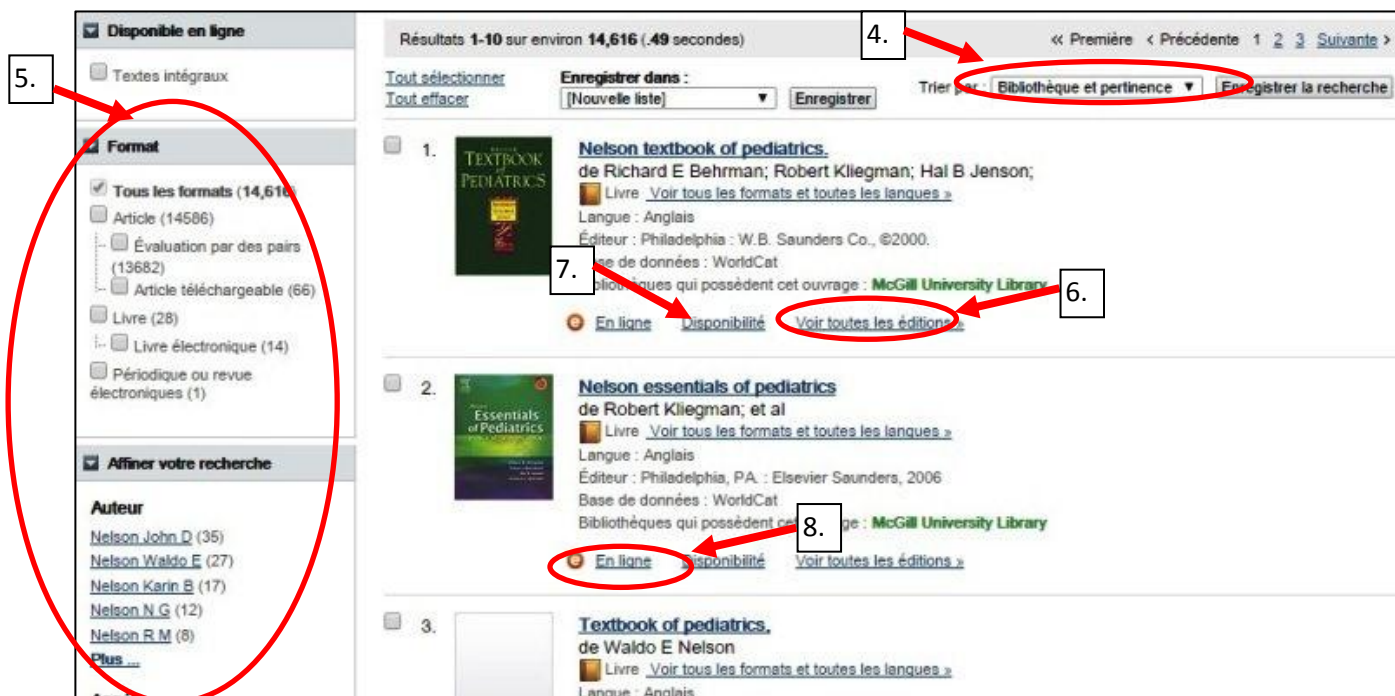 5.
Disponible en ligne
Textes intégraux
Format
Tous les formats (14,616)
Article (14586)
Évaluation par des pairs
(13682)
Article téléchargeable (66)
Livre (28)
Livre électronique (14)
Périodique ou revue
électroniques (1)
Affiner votre recherche
Auteur
Nelson John D (35)
Nelson Waldo E (27)
Nelson Karin B (17)
Nelson N G (12)
Nelson R M (8)
Plus ...
Résultats 1-10 sur environ 14,616 (.49 secondes)
4.
« Première < Précédente 1 2 3 Suivante >
Tout sélectionner
Tout effacer
Enregistrer dans :
[Nouvelle liste] ▼ Enregistrer
Trier par : Bibliothèque et pertinence ▼ Enregistrer la recherche
1.
TEXTBOOK
of
PEDIATRICS
Nelson textbook of pediatrics.
de Richard E Behrman; Robert Kliegman; Hal B Jenson;
Livre Voir tous les formats et toutes les langues »
Langue : Anglais
Éditeur : Philadelphia : W.B. Saunders Co., ©2000.
7.
de données : WorldCat
qui possèdent cet ouvrage : McGill University Library
6.
En ligne Disponibilité Voir toutes les éditions »
2.
Essentials
of Pediatrics
Nelson essentials of pediatrics
de Robert Kliegman; et al
Livre Voir tous les formats et toutes les langues »
Langue : Anglais
Éditeur : Philadelphia, PA. : Elsevier Saunders, 2006
Base de données : WorldCat
Bibliothèques qui possèdent : McGill University Library
8.
En ligne Disponibilité Voir toutes les éditions »
3.
Textbook of pediatrics,
de Waldo E Nelson
Livre Voir tous les formats et toutes les langues »
Langue : Anglais